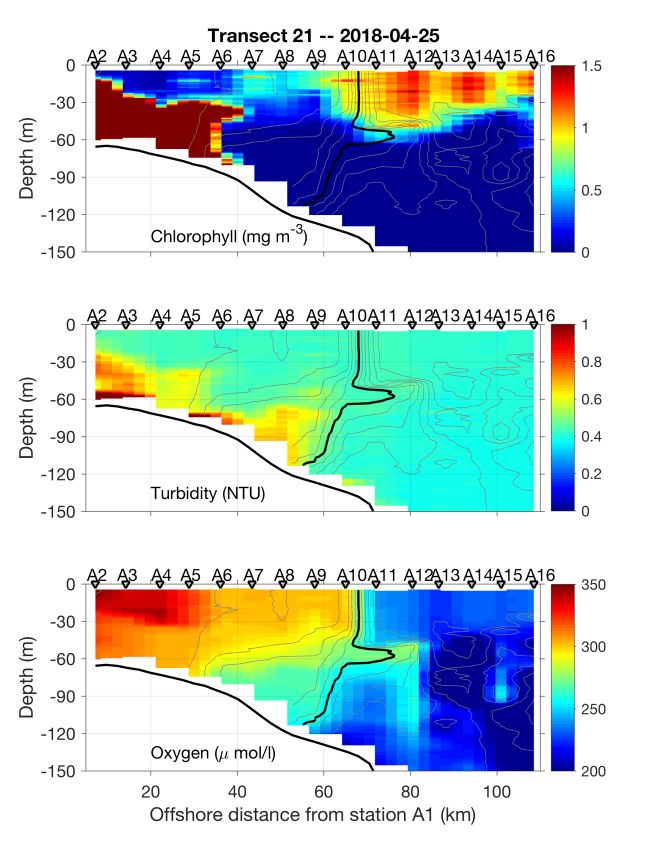 Transect 21 -- 2018-04-25
A2 A3 A4 A5 A6 A7 A8 A9 A10 A11 A12 A13 A14 A15 A16
0
-30
-60
-90
-120
-150
Depth (m)
Chlorophyll (mg m-3)
1.5
1
0.5
0
A2 A3 A4 A5 A6 A7 A8 A9 A10 A11 A12 A13 A14 A15 A16
0
-30
-60
-90
-120
-150
Depth (m)
Turbidity (NTU)
1
0.8
0.6
0.4
0.2
0
A2 A3 A4 A5 A6 A7 A8 A9 A10 A11 A12 A13 A14 A15 A16
0
-30
-60
-90
-120
-150
Depth (m)
Oxygen (μ mol/l)
350
300
250
200
20 40 60 80 100
Offshore distance from station A1 (km)